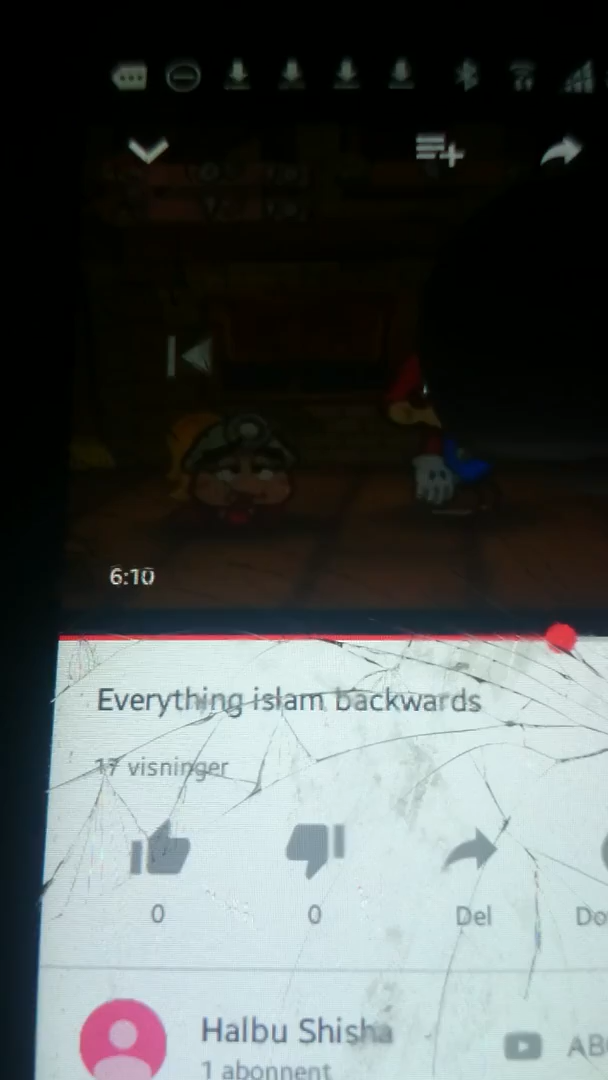 6:10
Everything islam backwards
17 visninger
0
0
Del
Halbu Shisha
1 abonnent